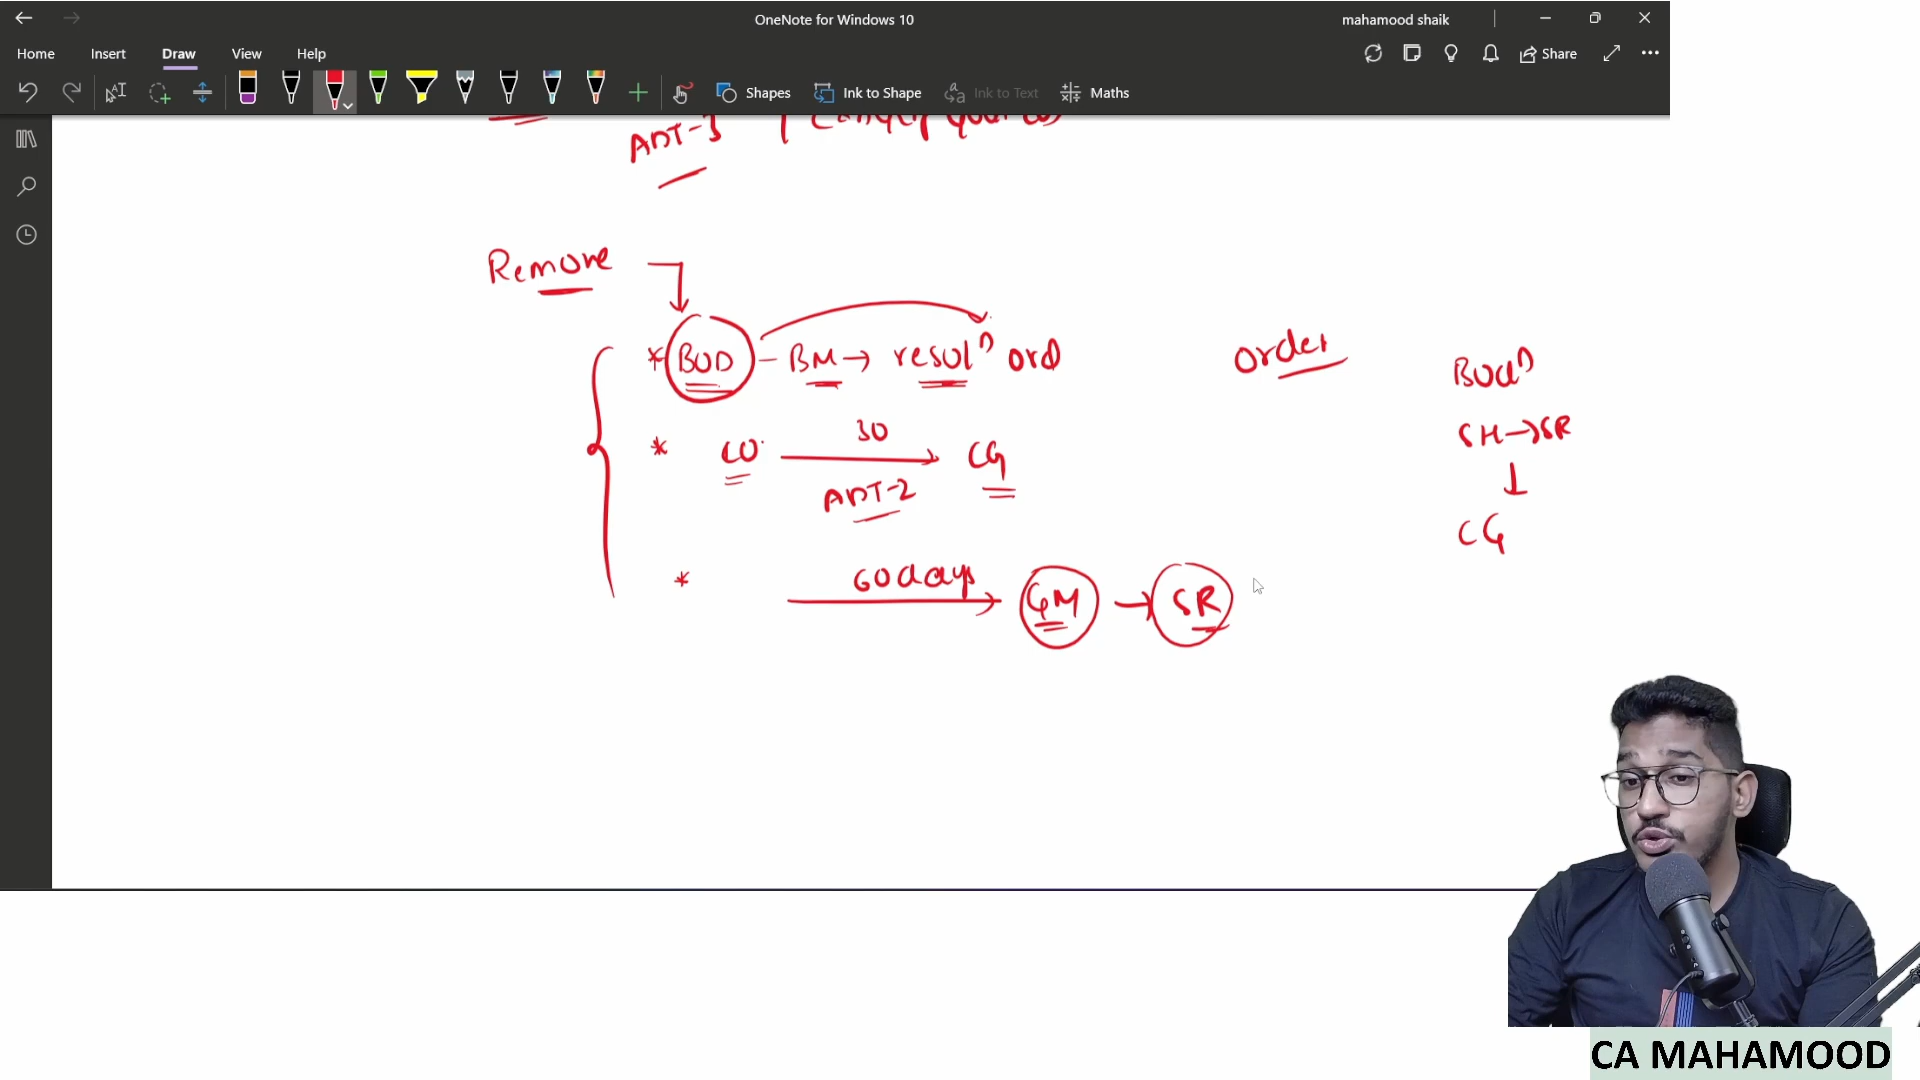 OneNote for Windows 10
mahamood shaik
Home Insert Draw View Help
Share
Shapes Ink to Shape Ink to Text Maths
ADT-3
Remove
* BOD - BM → resolⁿ ord
order
* CO 30 CG
ADT-2
Boaⁿ
SH → SR
↓
CG
* 60 days GM → SR
CA MAHAMOOD